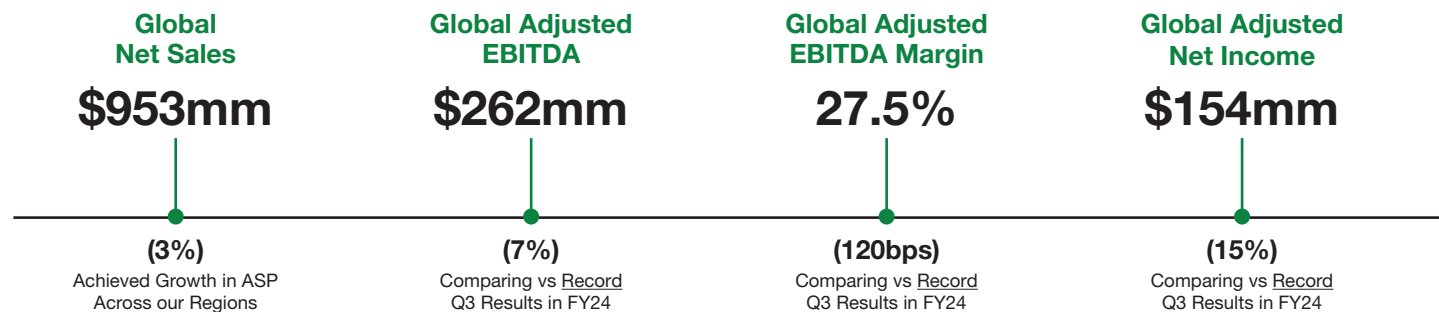 Global
Net Sales
$953mm
(3%)
Achieved Growth in ASP
Across our Regions
Global Adjusted
EBITDA
$262mm
(7%)
Comparing vs Record
Q3 Results in FY24
Global Adjusted
EBITDA Margin
27.5%
(120bps)
Comparing vs Record
Q3 Results in FY24
Global Adjusted
Net Income
$154mm
(15%)
Comparing vs Record
Q3 Results in FY24